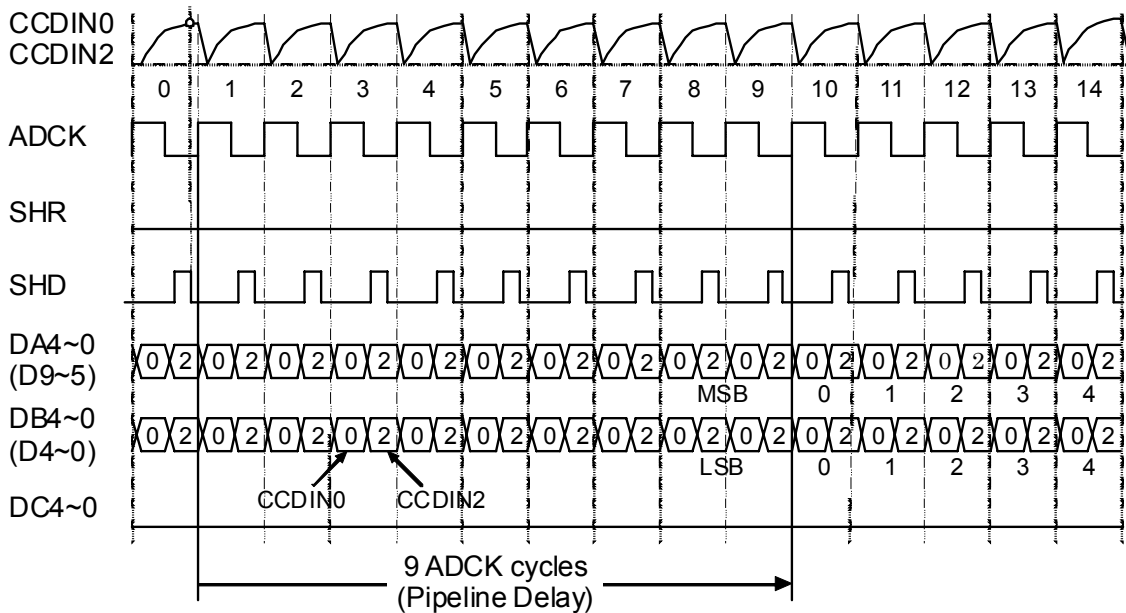 CCDIN0
CCDIN2
0 1 2 3 4 5 6 7 8 9 10 11 12 13 14
ADCK
SHR
SHD
DA4~0
(D9~5)
0 2 0 2 0 2 0 2 0 2 0 2 0 2 0 2 0 2 0 2 0 2 0 2 0 2 0 2 0 2
MSB 0 1 2 3 4
DB4~0
(D4~0)
0 2 0 2 0 2 0 2 0 2 0 2 0 2 0 2 0 2 0 2 0 2 0 2 0 2 0 2 0 2
LSB 0 1 2 3 4
CCDIN0 CCDIN2
DC4~0
9 ADCK cycles
(Pipeline Delay)